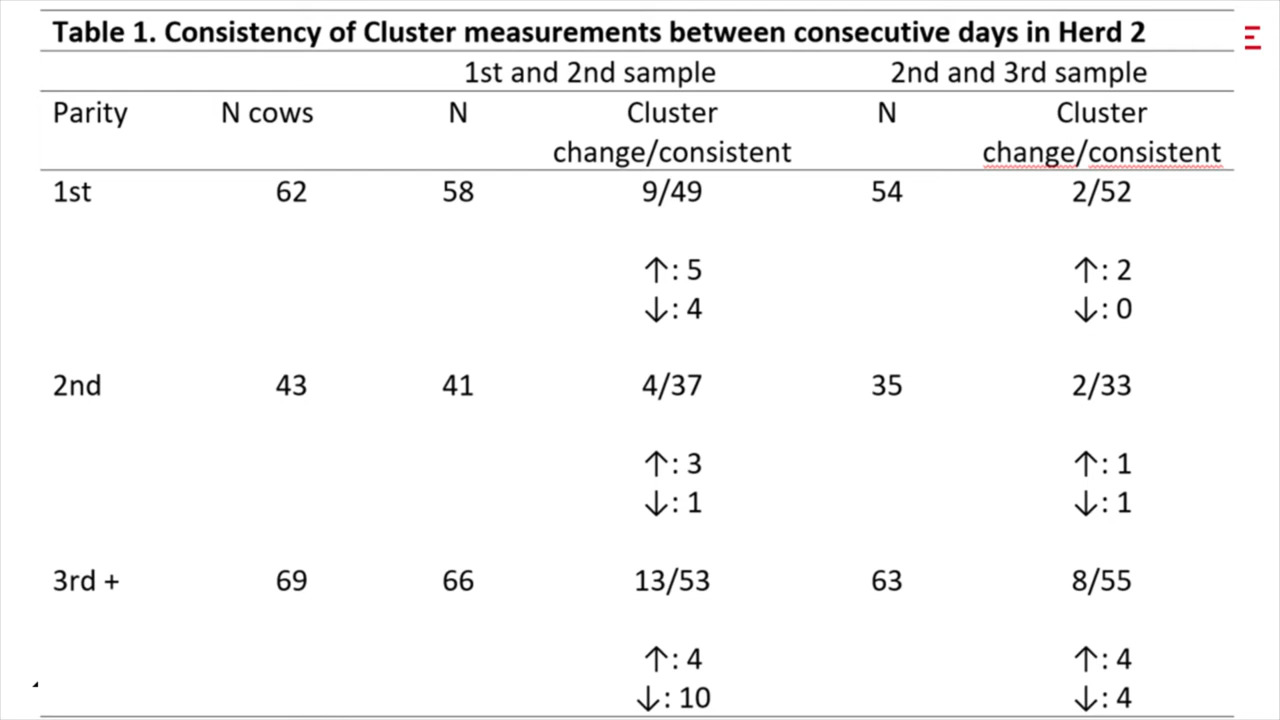 Table 1. Consistency of Cluster measurements between consecutive days in Herd 2
1st and 2nd sample 2nd and 3rd sample
Parity N cows N Cluster N Cluster
change/consistent change/consistent
1st 62 58 9/49 54 2/52
↑: 5 ↑: 2
↓: 4 ↓: 0
2nd 43 41 4/37 35 2/33
↑: 3 ↑: 1
↓: 1 ↓: 1
3rd + 69 66 13/53 63 8/55
↑: 4 ↑: 4
↓: 10 ↓: 4